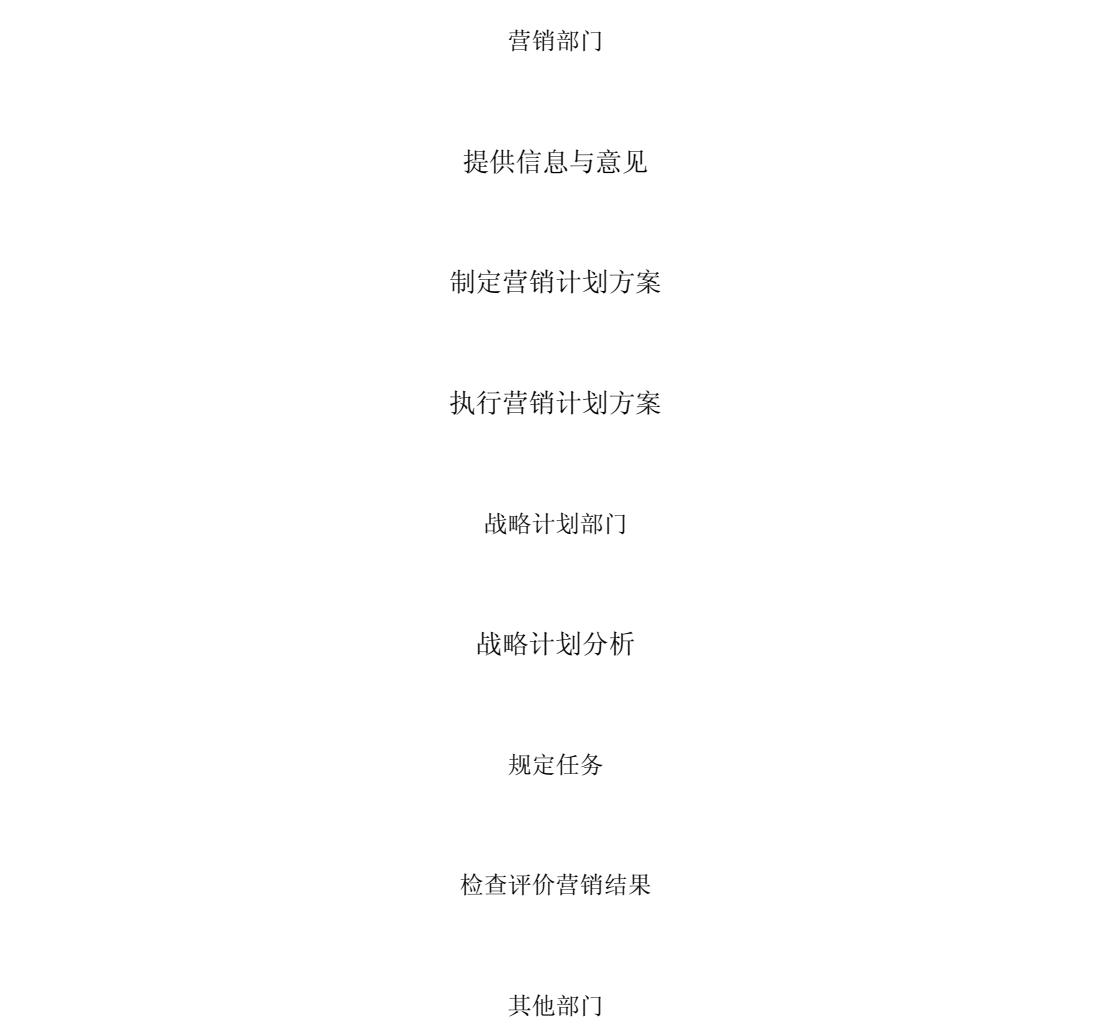 营销部门
提供信息与意见
制定营销计划方案
执行营销计划方案
战略计划部门
战略计划分析
规定任务
检查评价营销结果
其他部门